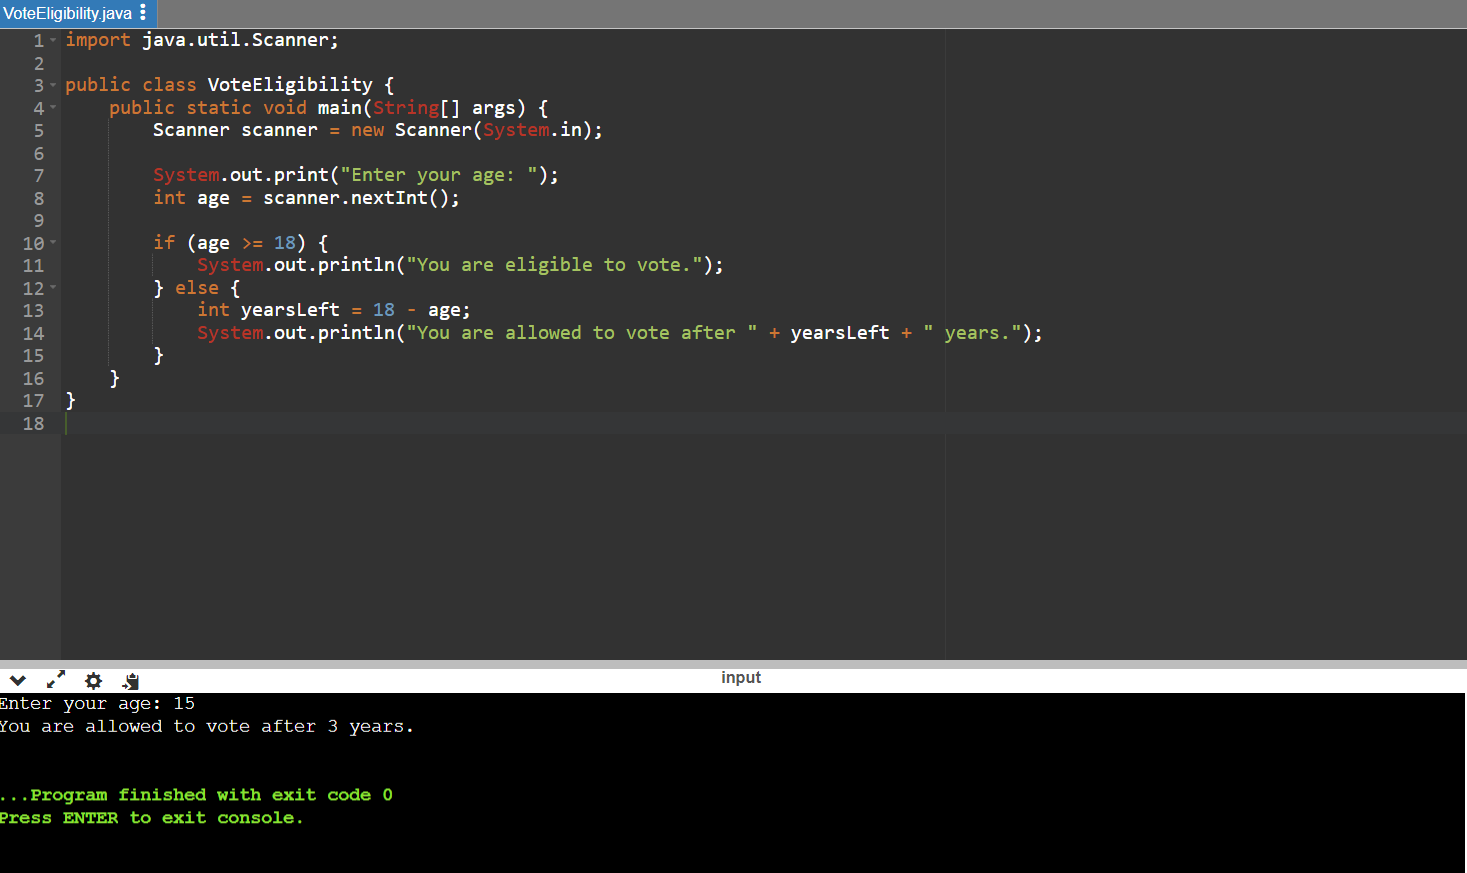 VoteEligibility.java
1 import java.util.Scanner;
2
3 public class VoteEligibility {
4     public static void main(String[] args) {
5         Scanner scanner = new Scanner(System.in);
6
7         System.out.print("Enter your age: ");
8         int age = scanner.nextInt();
9
10         if (age >= 18) {
11             System.out.println("You are eligible to vote.");
12         } else {
13             int yearsLeft = 18 - age;
14             System.out.println("You are allowed to vote after " + yearsLeft + " years.");
15         }
16     }
17 }
18
input
Enter your age: 15
You are allowed to vote after 3 years.
...Program finished with exit code 0
Press ENTER to exit console.